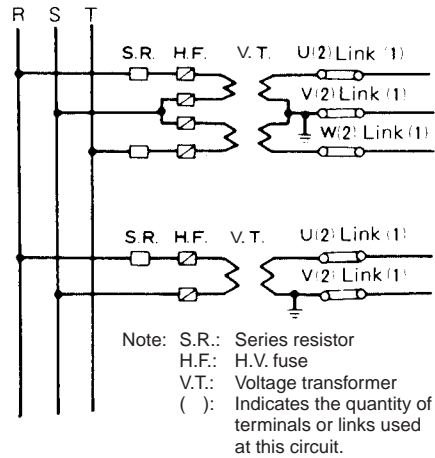 R S T
S.R. H.F. V.T. U(2) Link (1)
V(2) Link (1)
W(2) Link (1)
S.R. H.F. V.T. U(2) Link (1)
V(2) Link (1)
Note: S.R.: Series resistor
H.F.: H.V. fuse
V.T.: Voltage transformer
( ): Indicates the quantity of
terminals or links used
at this circuit.